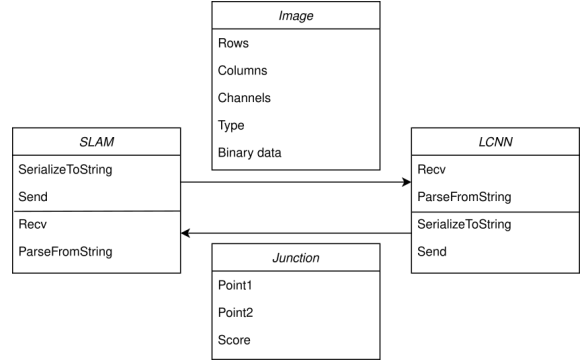 Image
Rows
Columns
Channels
Type
Binary data
SLAM
SerializeToString
Send
Recv
ParseFromString
LCNN
Recv
ParseFromString
SerializeToString
Send
Junction
Point1
Point2
Score